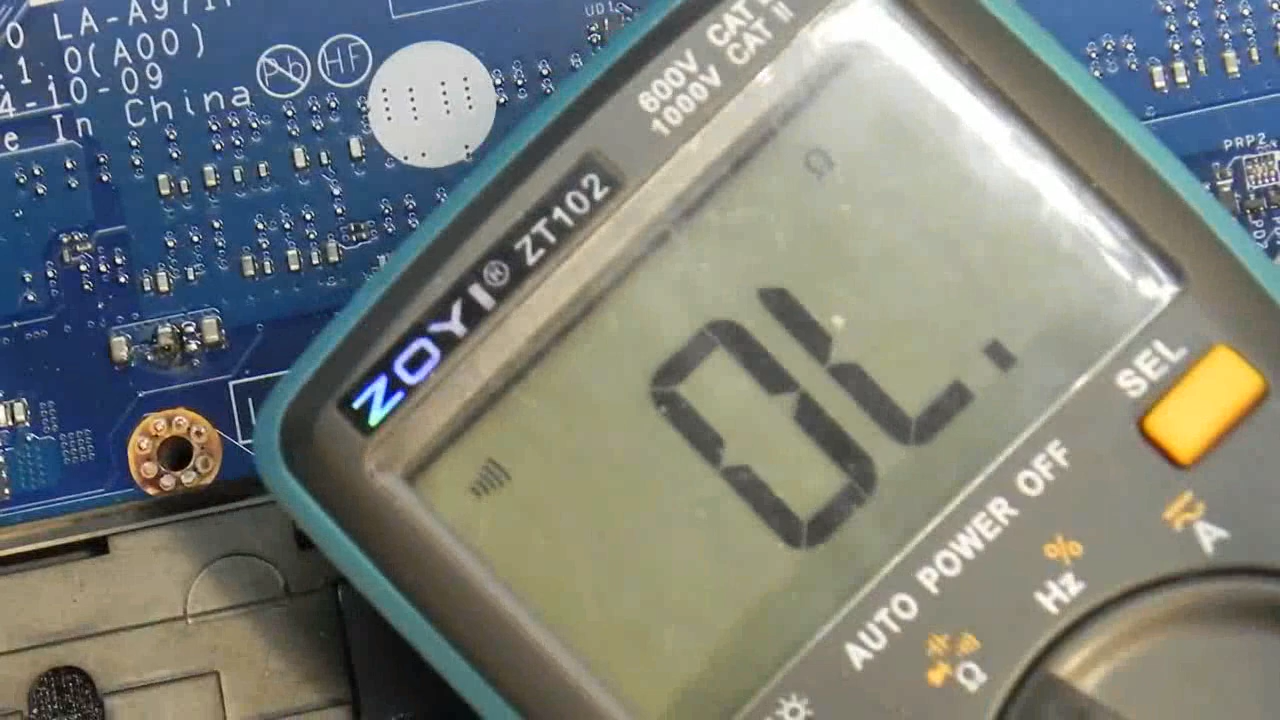 O LA-A971P
.1.0(A00)
4-10-09
e In China
Pb
HF
UD1
PRP2
600V CAT
1000V CAT II
ZOYI® ZT102
Ω
OL.
SEL
AUTO POWER OFF
A
%
Hz
Ω